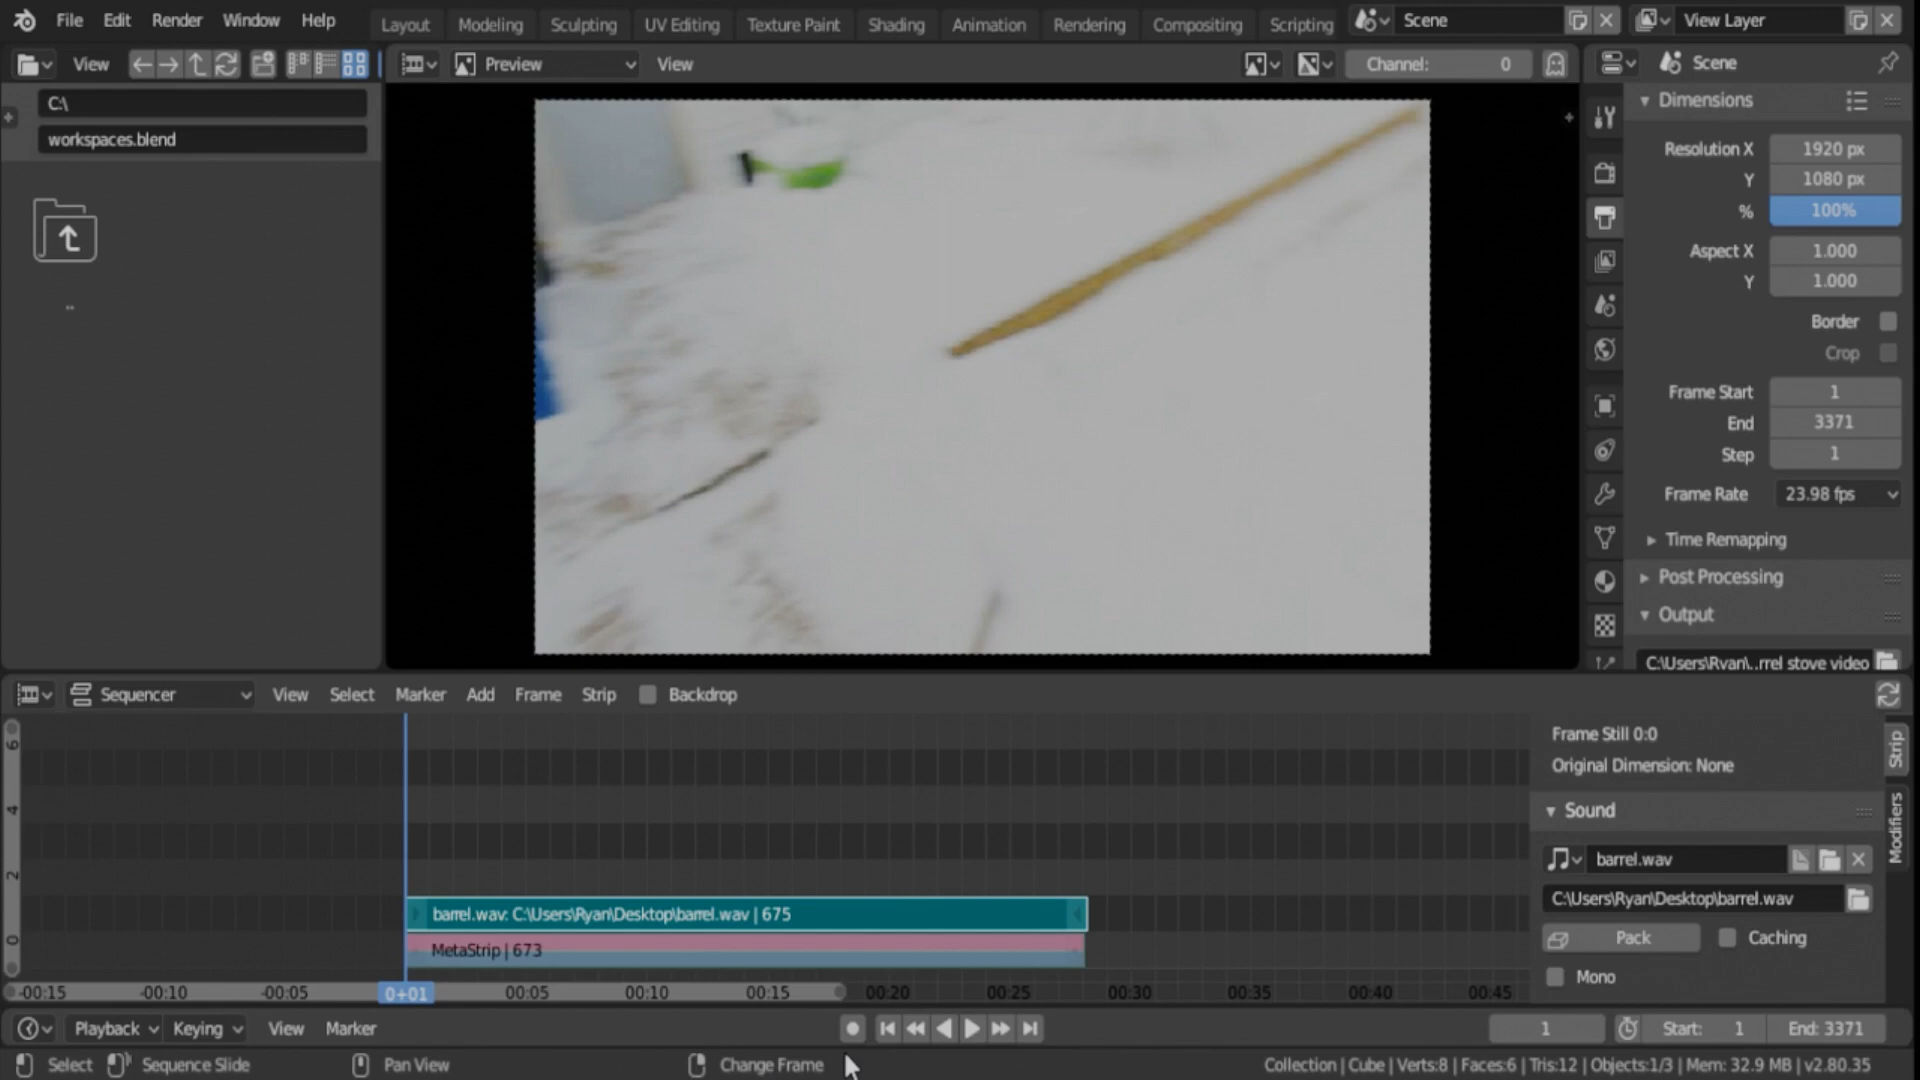 File Edit Render Window Help Layout Modeling Sculpting UV Editing Texture Paint Shading Animation Rendering Compositing Scripting Scene View Layer
View Preview View Channel: 0 Scene
C:\
workspaces.blend
..
Dimensions
Resolution X 1920 px
Y 1080 px
% 100%
Aspect X 1.000
Y 1.000
Border
Crop
Frame Start 1
End 3371
Step 1
Frame Rate 23.98 fps
Time Remapping
Post Processing
Output
C:\Users\Ryan\..rrel stove video
Sequencer View Select Marker Add Frame Strip Backdrop
6
4
2
0
barrel.wav: C:\Users\Ryan\Desktop\barrel.wav | 675
MetaStrip | 673
-00:15 -00:10 -00:05 0+01 00:05 00:10 00:15 00:20 00:25 00:30 00:35 00:40 00:45
Frame Still 0:0
Original Dimension: None
Sound
barrel.wav
C:\Users\Ryan\Desktop\barrel.wav
Pack Caching
Mono
Strip
Modifiers
Playback Keying View Marker 1 Start: 1 End: 3371
Select Sequence Slide Pan View Change Frame Collection | Cube | Verts:8 | Faces:6 | Tris:12 | Objects:1/3 | Mem: 32.9 MB | v2.80.35